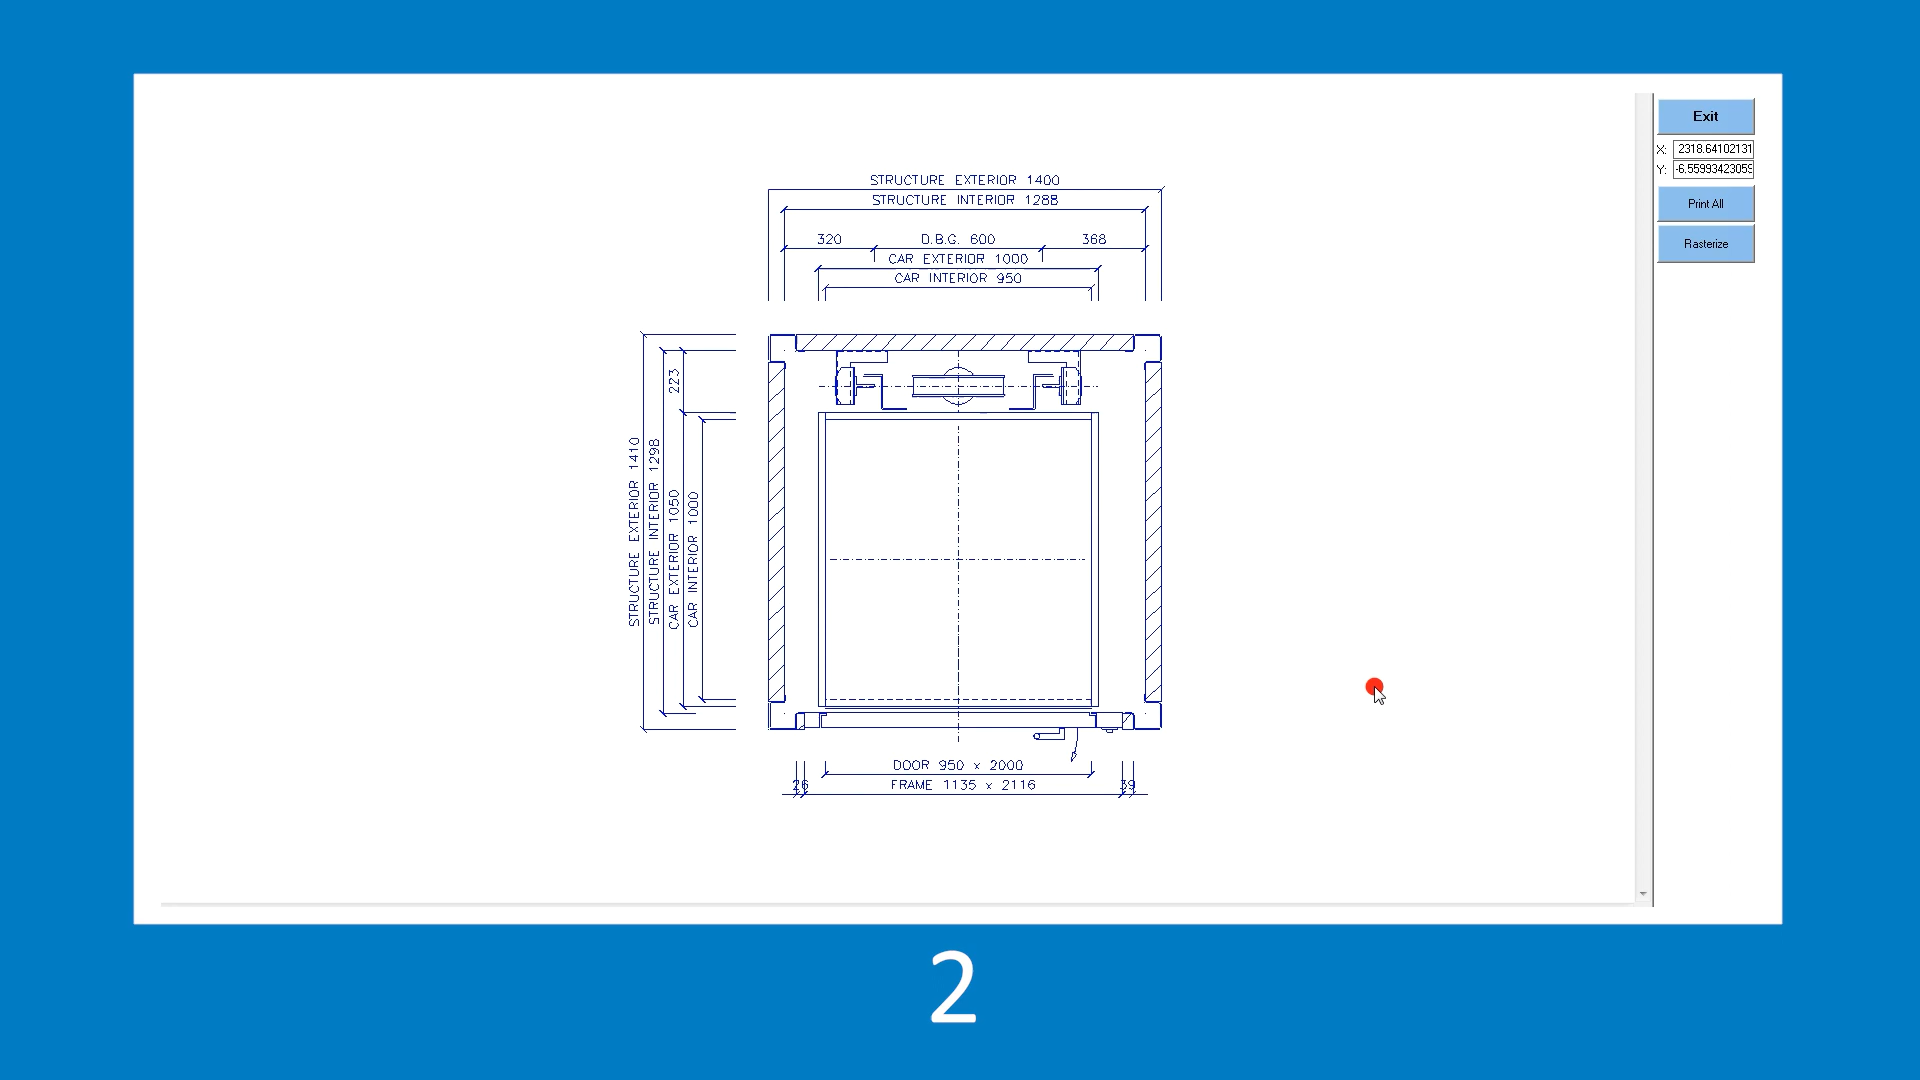 Exit
X: 2318.64102131
Y: -6.5599342305
Print All
Rasterize
STRUCTURE EXTERIOR 1400
STRUCTURE INTERIOR 1288
320 D.B.G. 600 368
CAR EXTERIOR 1000
CAR INTERIOR 950
223
STRUCTURE EXTERIOR 1410
STRUCTURE INTERIOR 1298
CAR EXTERIOR 1050
CAR INTERIOR 1000
DOOR 950 x 2000
26 FRAME 1135 x 2116 39
2